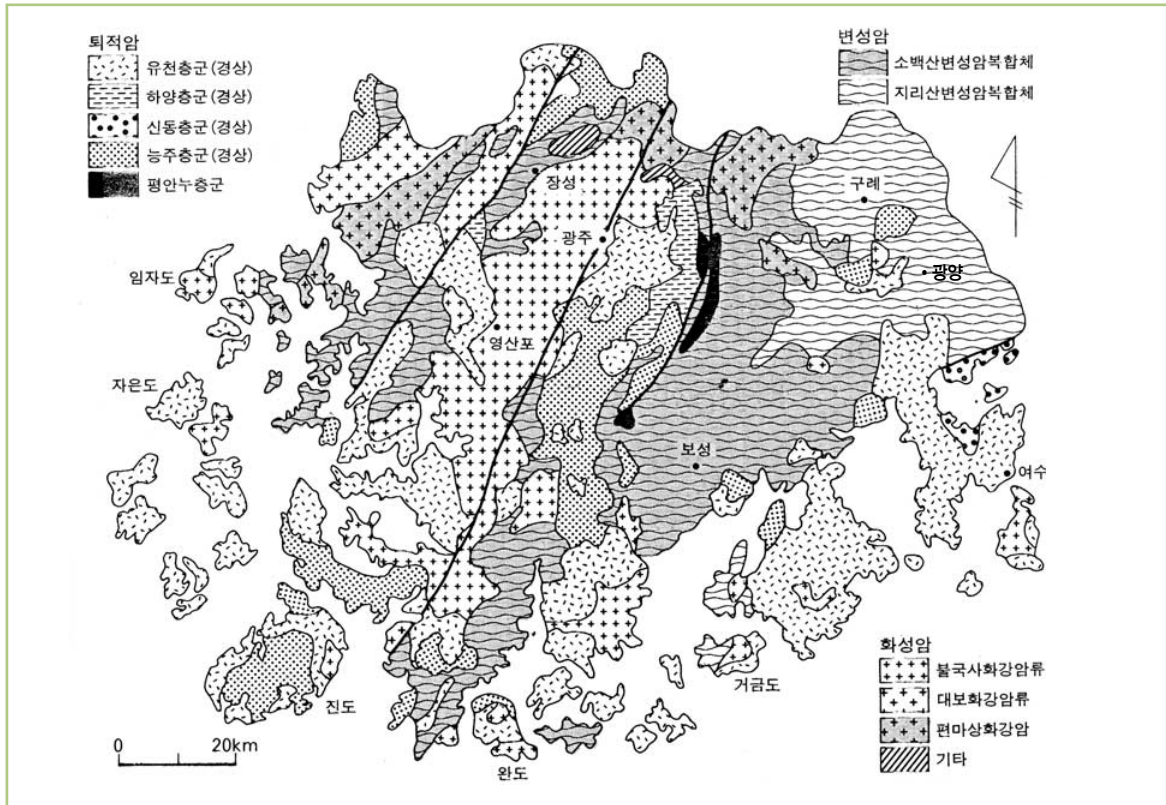 퇴적암
유천층군(경상)
하양층군(경상)
신동층군(경상)
능주층군(경상)
평안누층군
변성암
소백산변성암복합체
지리산변성암복합체
장성
구례
광주
임자도
광양
영산포
자은도
보성
여수
화성암
불국사화강암류
대보화강암류
편마상화강암
기타
거금도
진도
0 20km
완도